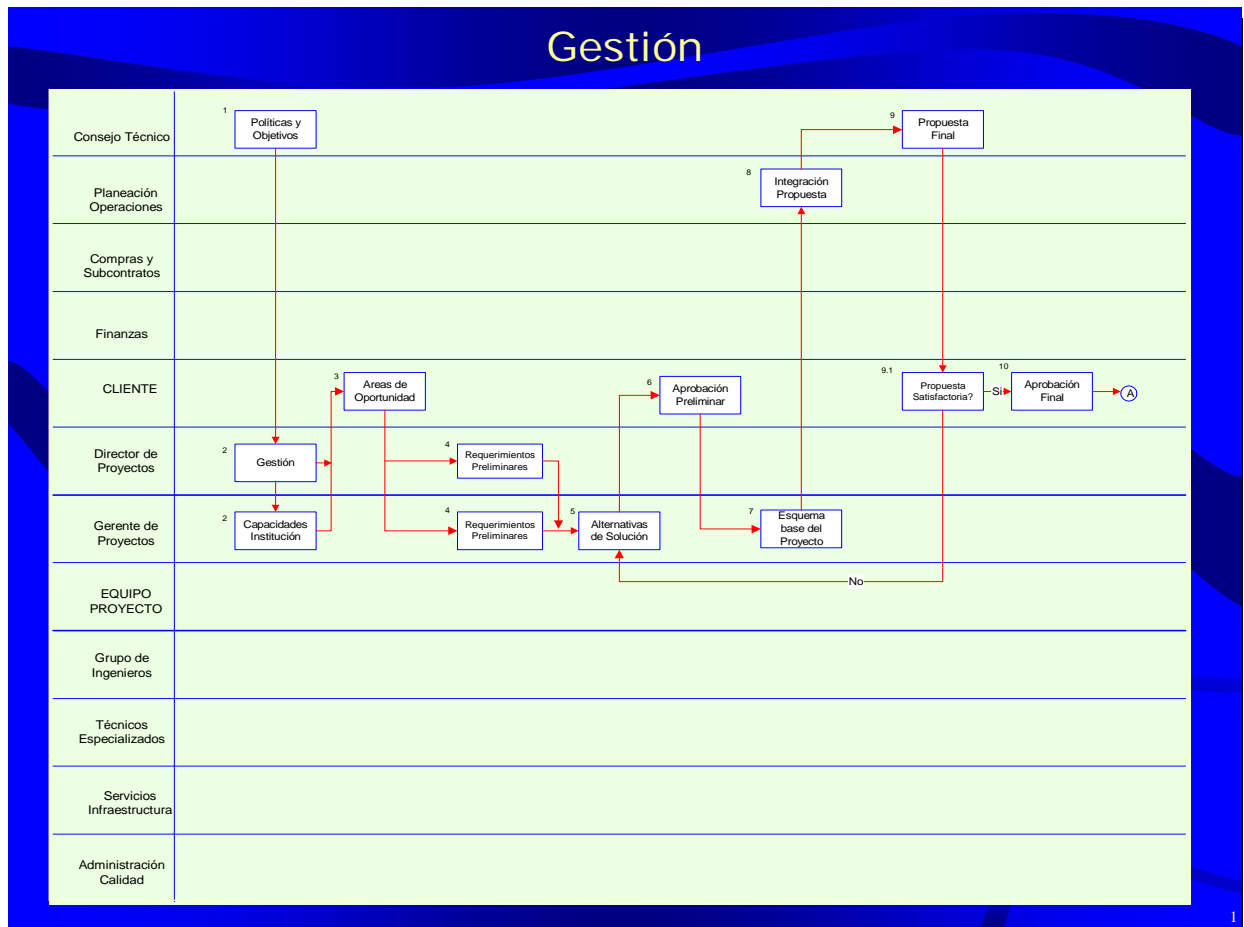 Gestión
Consejo Técnico
1
Políticas y
Objetivos
9
Propuesta
Final
Planeación
Operaciones
8
Integración
Propuesta
Compras y
Subcontratos
Finanzas
CLIENTE
3
Areas de
Oportunidad
6
Aprobación
Preliminar
9.1
Propuesta
Satisfactoria?
Si
10
Aprobación
Final
A
Director de
Proyectos
2
Gestión
4
Requerimientos
Preliminares
Gerente de
Proyectos
2
Capacidades
Institución
4
Requerimientos
Preliminares
5
Alternativas
de Solución
7
Esquema
base del
Proyecto
EQUIPO
PROYECTO
No
Grupo de
Ingenieros
Técnicos
Especializados
Servicios
Infraestructura
Administración
Calidad
1